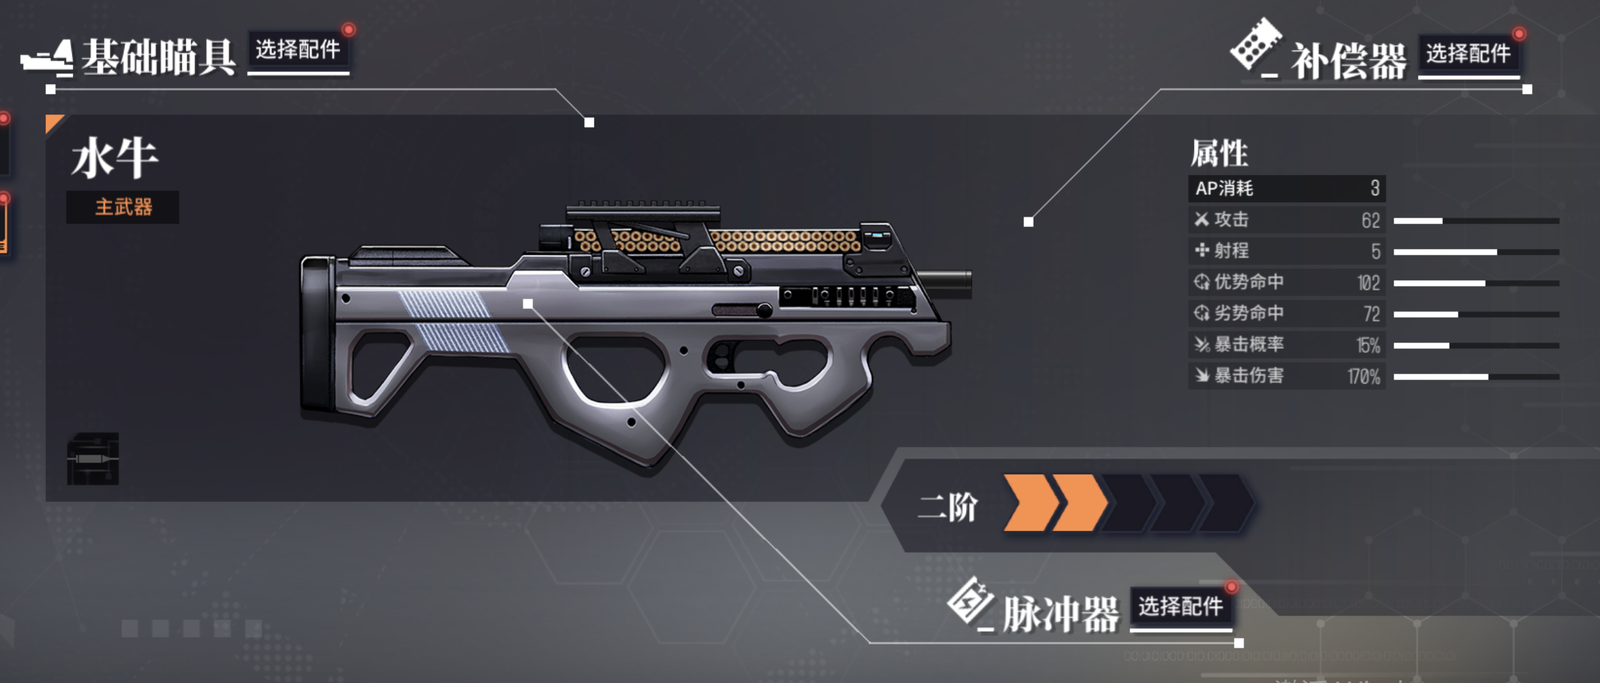 基础瞄具 选择配件
补偿器 选择配件
水牛
主武器
属性
AP消耗 3
攻击 62
射程 5
优势命中 102
劣势命中 72
暴击概率 15%
暴击伤害 170%
二阶
脉冲器 选择配件